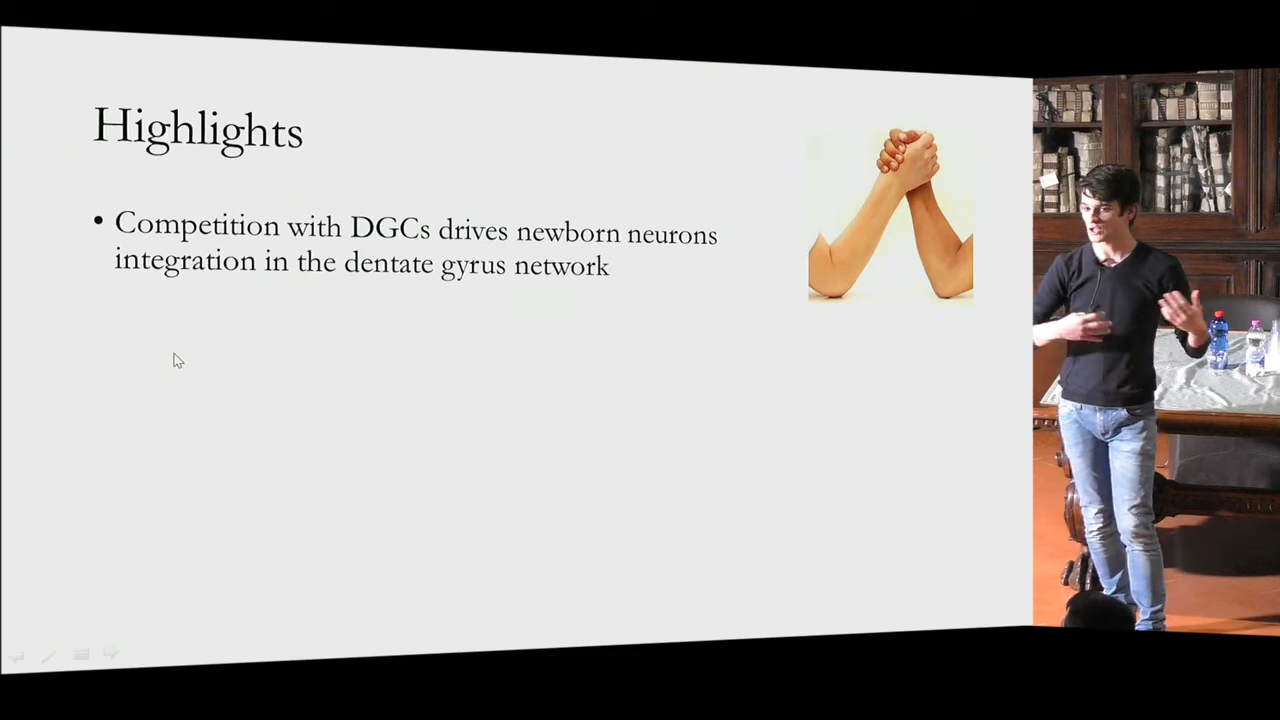 Highlights
• Competition with DGCs drives newborn neurons
integration in the dentate gyrus network